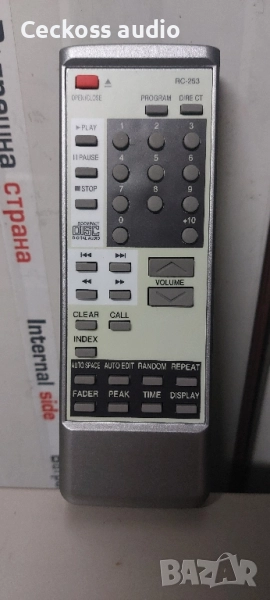 Ceckoss audio
RC-253
OPEN/CLOSE
PROGRAM DIRECT
PLAY
1 2 3
PAUSE
4 5 6
STOP
7 8 9
0 +10
COMPACT
DISC
DIGITAL AUDIO
VOLUME
CLEAR CALL
INDEX
AUTO SPACE AUTO EDIT RANDOM REPEAT
FADER PEAK TIME DISPLAY
страна
Internal side
BAZAR